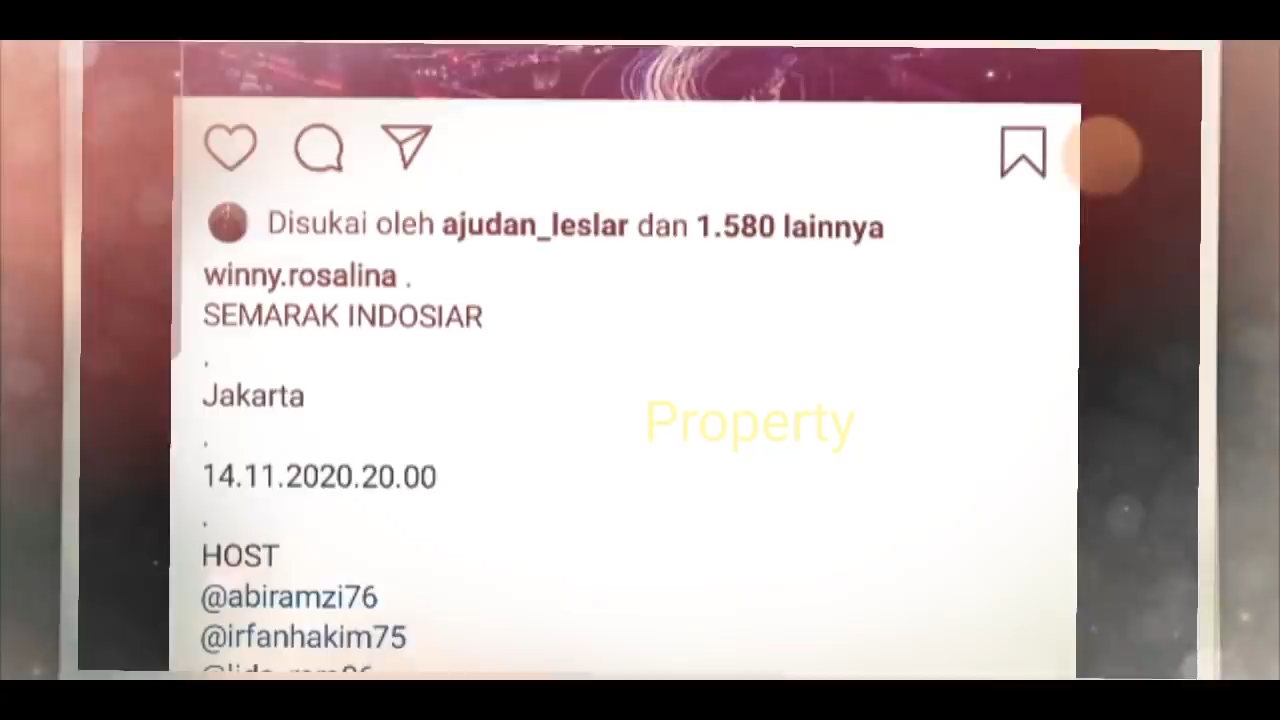 Disukai oleh ajudan_leslar dan 1.580 lainnya
winny.rosalina .
SEMARAK INDOSIAR
.
Jakarta
.
14.11.2020.20.00
.
HOST
@abiramzi76
@irfanhakim75
Property